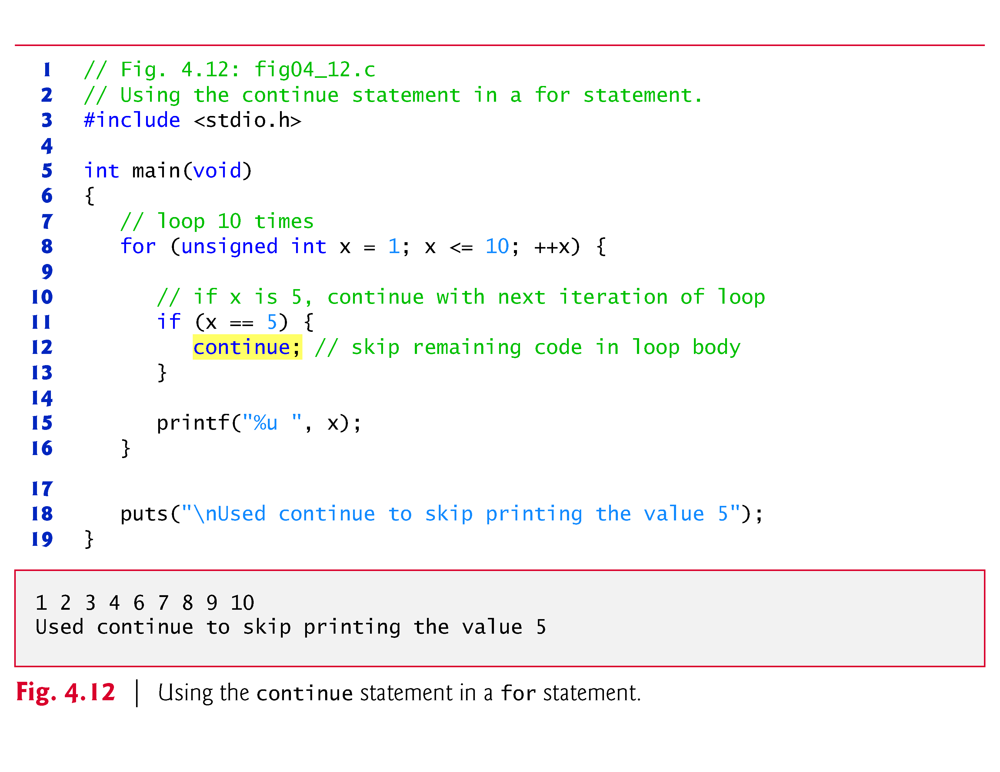 1 // Fig. 4.12: fig04_12.c
2 // Using the continue statement in a for statement.
3 #include <stdio.h>
4
5 int main(void)
6 {
7    // loop 10 times
8    for (unsigned int x = 1; x <= 10; ++x) {
9
10       // if x is 5, continue with next iteration of loop
11       if (x == 5) {
12          continue; // skip remaining code in loop body
13       }
14
15       printf("%u ", x);
16    }
17
18    puts("\nUsed continue to skip printing the value 5");
19 }
1 2 3 4 6 7 8 9 10
Used continue to skip printing the value 5
Fig. 4.12 | Using the continue statement in a for statement.